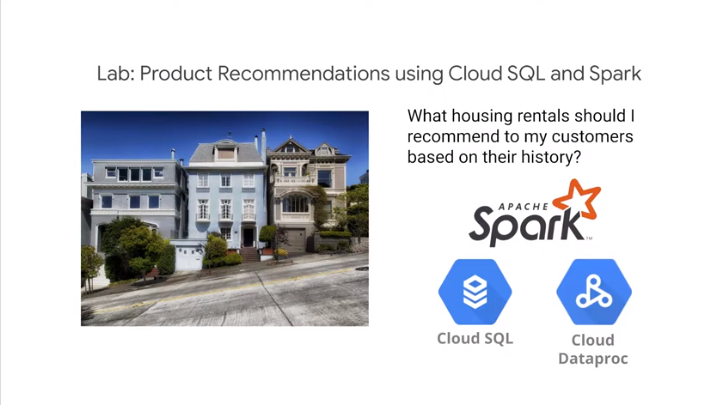 Lab: Product Recommendations using Cloud SQL and Spark
What housing rentals should I
recommend to my customers
based on their history?
APACHE
Spark™
Cloud SQL
Cloud
Dataproc